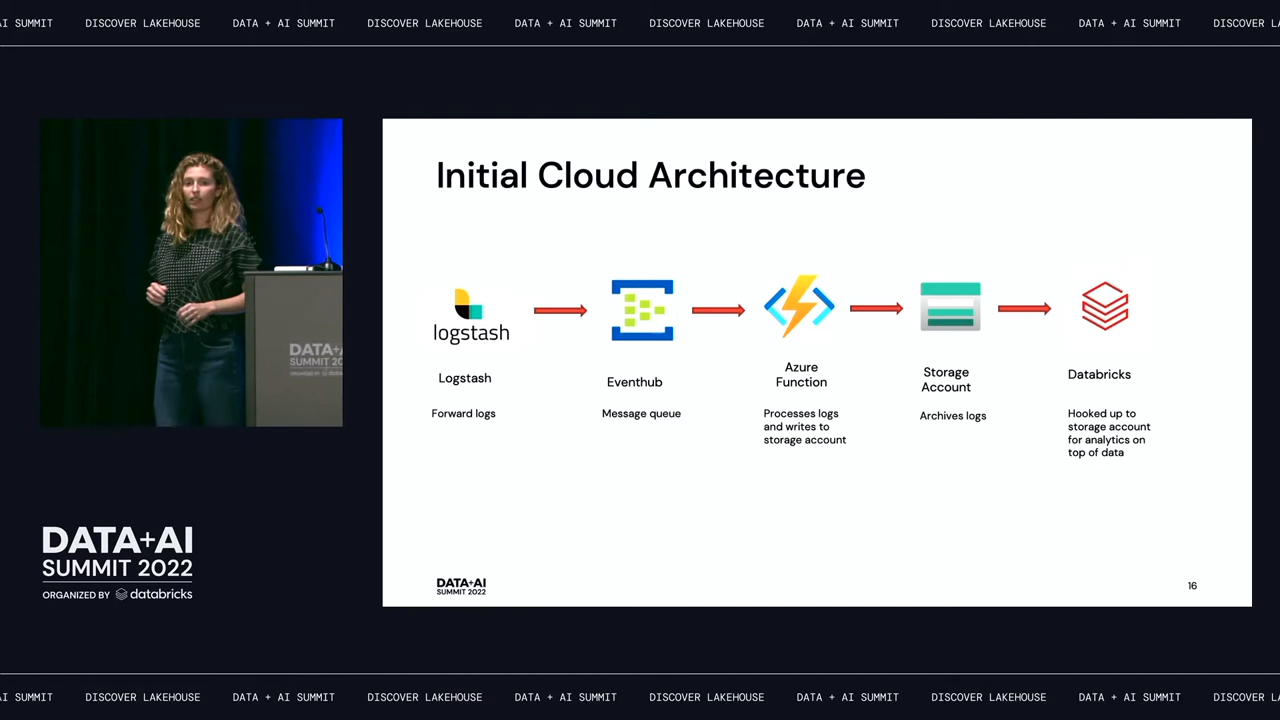 AI SUMMIT DISCOVER LAKEHOUSE DATA + AI SUMMIT DISCOVER LAKEHOUSE DATA + AI SUMMIT DISCOVER LAKEHOUSE DATA + AI SUMMIT DISCOVER LAKEHOUSE DATA + AI SUMMIT DISCOVER L
Initial Cloud Architecture
logstash
Logstash
Eventhub
Azure
Function
Storage
Account
Databricks
Forward logs
Message queue
Processes logs
and writes to
storage account
Archives logs
Hooked up to
storage account
for analytics on
top of data
DATA+AI
SUMMIT 2022
16
DATA+A
SUMMIT 20
DATA+AI
SUMMIT 2022
ORGANIZED BY databricks
AI SUMMIT DISCOVER LAKEHOUSE DATA + AI SUMMIT DISCOVER LAKEHOUSE DATA + AI SUMMIT DISCOVER LAKEHOUSE DATA + AI SUMMIT DISCOVER LAKEHOUSE DATA + AI SUMMIT DISCOVER L